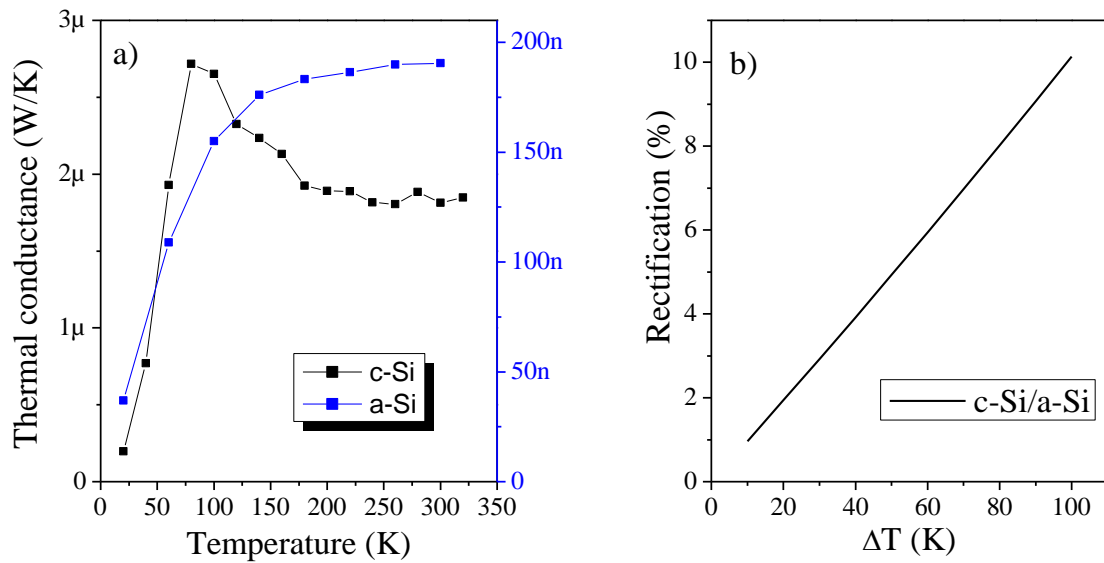 a)
Thermal conductance (W/K)
3µ
2µ
1µ
0
200n
150n
100n
50n
0
c-Si
a-Si
0 50 100 150 200 250 300 350
Temperature (K)
b)
Rectification (%)
10
8
6
4
2
0
c-Si/a-Si
0 20 40 60 80 100
ΔT (K)